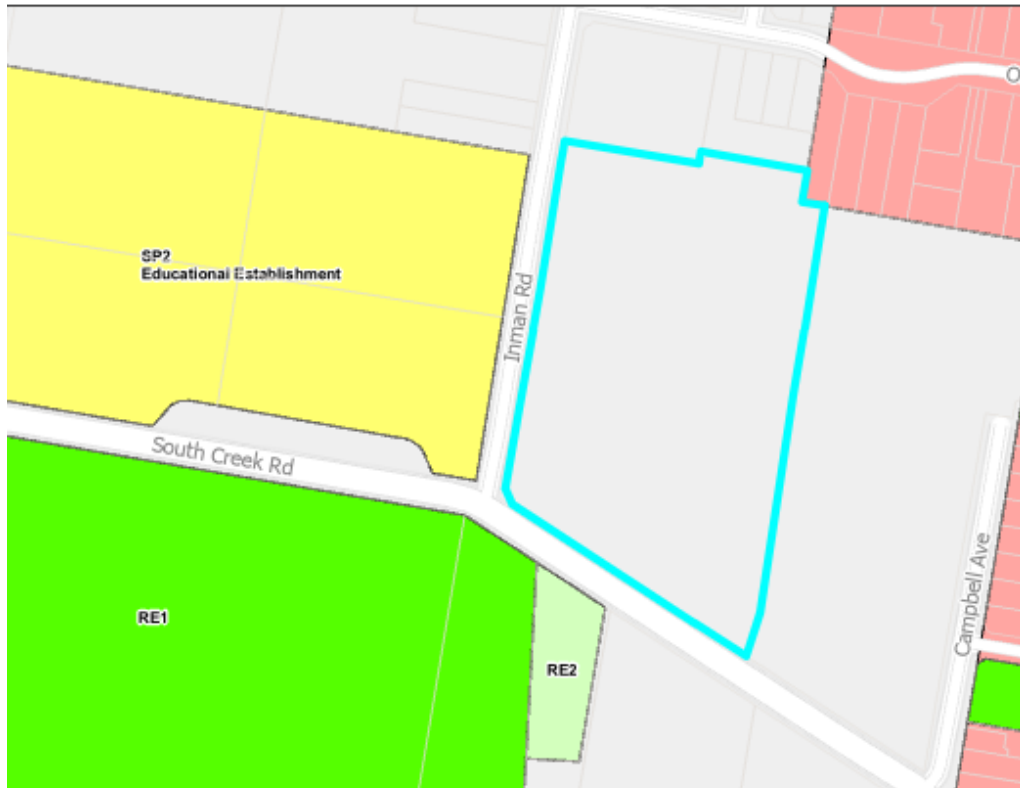 O
SP2
Educational Establishment
Inman Rd
South Creek Rd
Campbell Ave
RE1
RE2